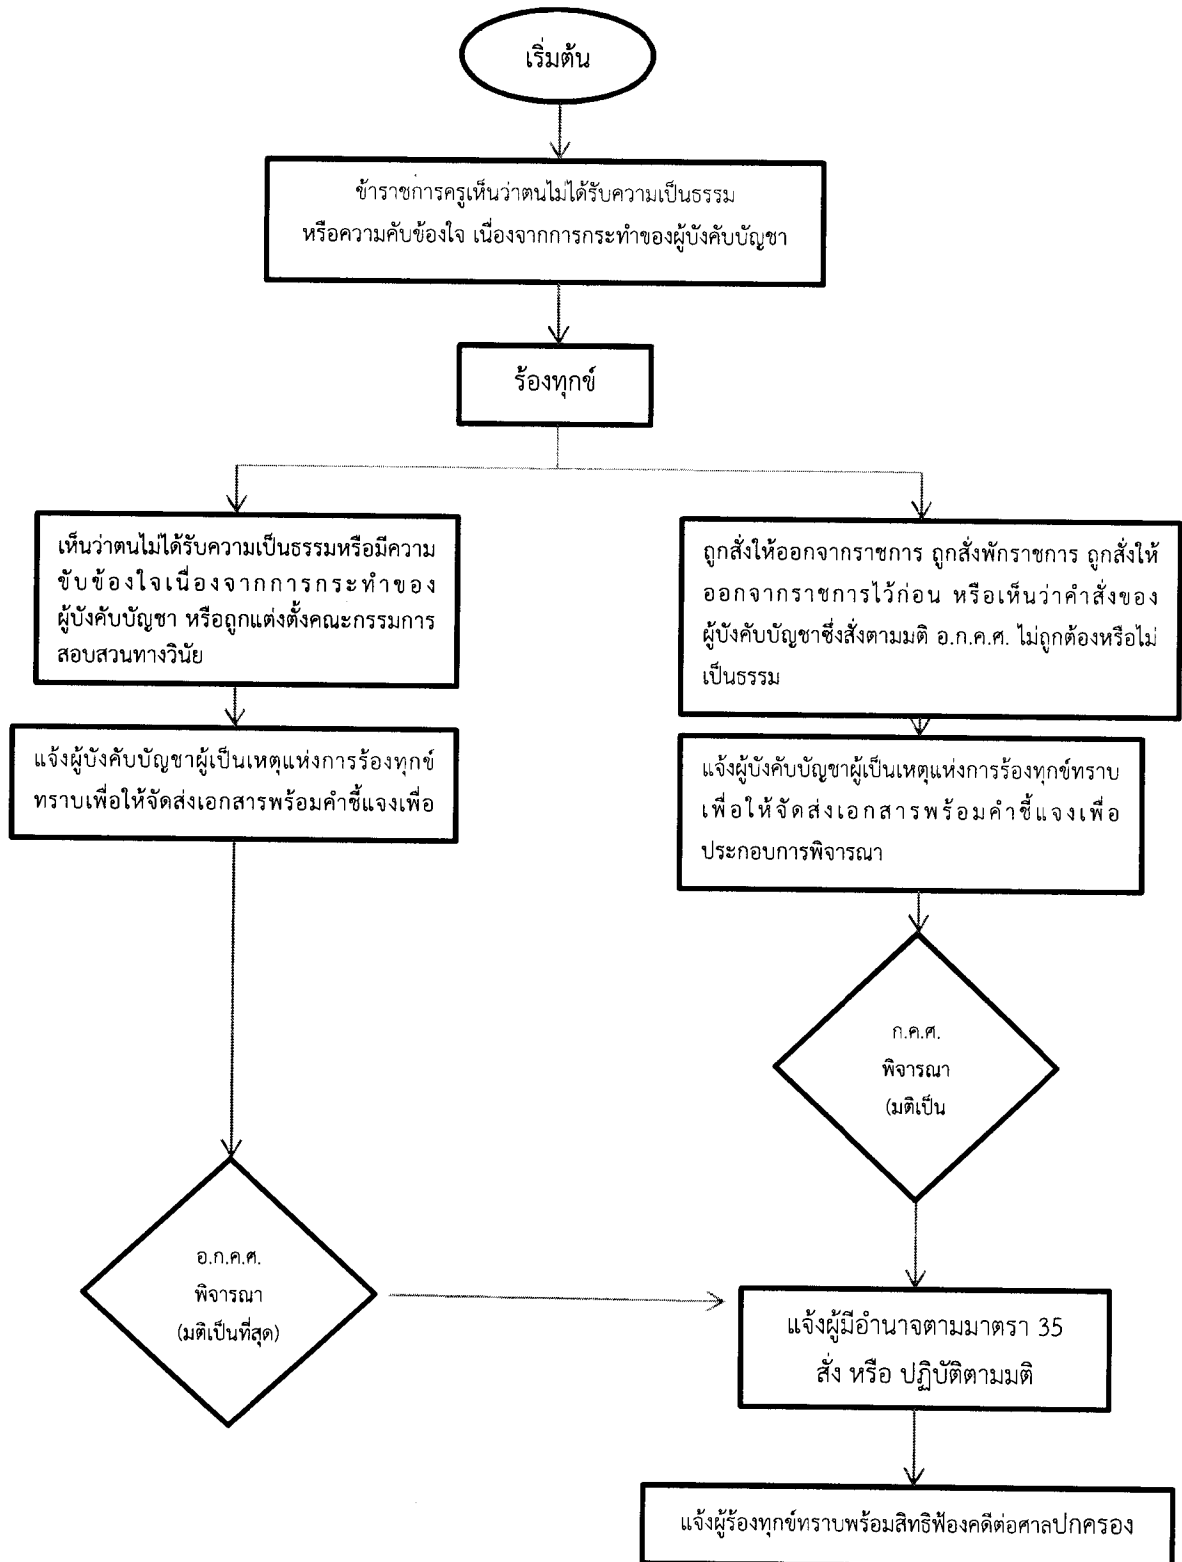 เริ่มต้น
ข้าราชการครูเห็นว่าตนไม่ได้รับความเป็นธรรม
หรือความคับข้องใจ เนื่องจากการกระทำของผู้บังคับบัญชา
ร้องทุกข์
เห็นว่าตนไม่ได้รับความเป็นธรรมหรือมีความ
ขับข้องใจเนื่องจากการกระทำของ
ผู้บังคับบัญชา หรือถูกแต่งตั้งคณะกรรมการ
สอบสวนทางวินัย
ถูกสั่งให้ออกจากราชการ ถูกสั่งพักราชการ ถูกสั่งให้
ออกจากราชการไว้ก่อน หรือเห็นว่าคำสั่งของ
ผู้บังคับบัญชาซึ่งสั่งตามมติ อ.ก.ค.ศ. ไม่ถูกต้องหรือไม่
เป็นธรรม
แจ้งผู้บังคับบัญชาผู้เป็นเหตุแห่งการร้องทุกข์
ทราบเพื่อให้จัดส่งเอกสารพร้อมคำชี้แจงเพื่อ
แจ้งผู้บังคับบัญชาผู้เป็นเหตุแห่งการร้องทุกข์ทราบ
เพื่อให้จัดส่งเอกสารพร้อมคำชี้แจงเพื่อ
ประกอบการพิจารณา
ก.ค.ศ.
พิจารณา
(มติเป็น
อ.ก.ค.ศ.
พิจารณา
(มติเป็นที่สุด)
แจ้งผู้มีอำนาจตามมาตรา 35
สั่ง หรือ ปฏิบัติตามมติ
แจ้งผู้ร้องทุกข์ทราบพร้อมสิทธิฟ้องคดีต่อศาลปกครอง